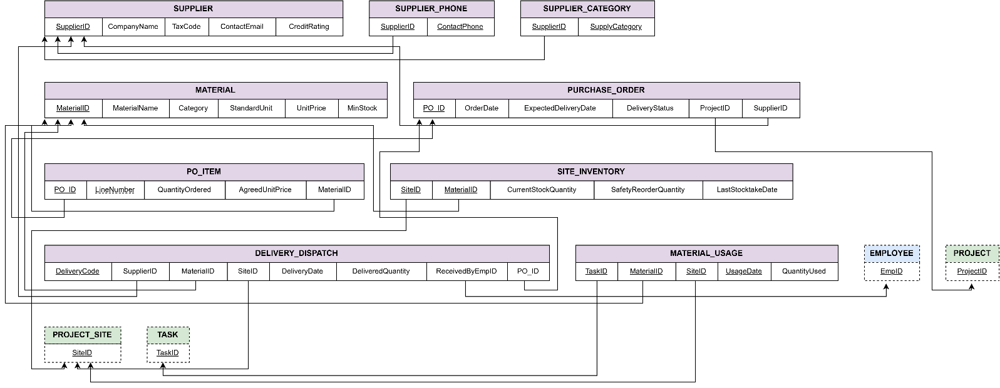 SUPPLIER SUPPLIER_PHONE SUPPLIER_CATEGORY
SupplierID CompanyName TaxCode ContactEmail CreditRating SupplierID ContactPhone SupplierID SupplyCategory
MATERIAL PURCHASE_ORDER
MaterialID MaterialName Category StandardUnit UnitPrice MinStock PO_ID OrderDate ExpectedDeliveryDate DeliveryStatus ProjectID SupplierID
PO_ITEM SITE_INVENTORY
PO_ID LineNumber QuantityOrdered AgreedUnitPrice MaterialID SiteID MaterialID CurrentStockQuantity SafetyReorderQuantity LastStocktakeDate
DELIVERY_DISPATCH MATERIAL_USAGE EMPLOYEE PROJECT
DeliveryCode SupplierID MaterialID SiteID DeliveryDate DeliveredQuantity ReceivedByEmpID PO_ID TaskID MaterialID SiteID UsageDate QuantityUsed EmpID ProjectID
PROJECT_SITE TASK
SiteID TaskID